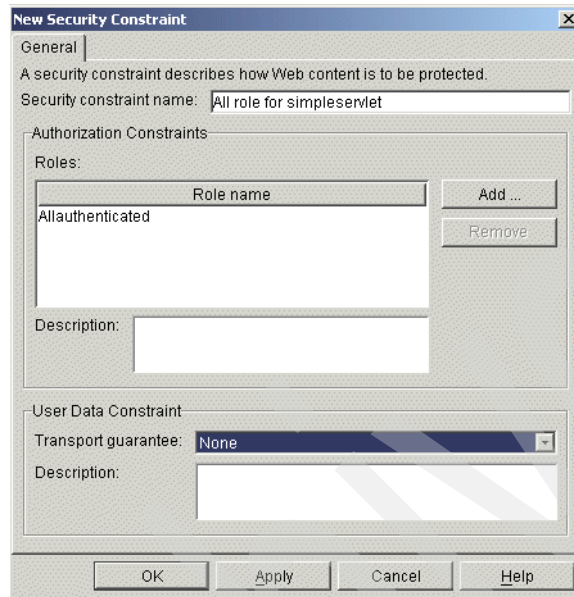 New Security Constraint
General
A security constraint describes how Web content is to be protected.
Security constraint name: All role for simpleservlet
Authorization Constraints
Roles:
Role name
Add ...
Allauthenticated
Remove
Description:
User Data Constraint
Transport guarantee: None
Description:
OK Apply Cancel Help